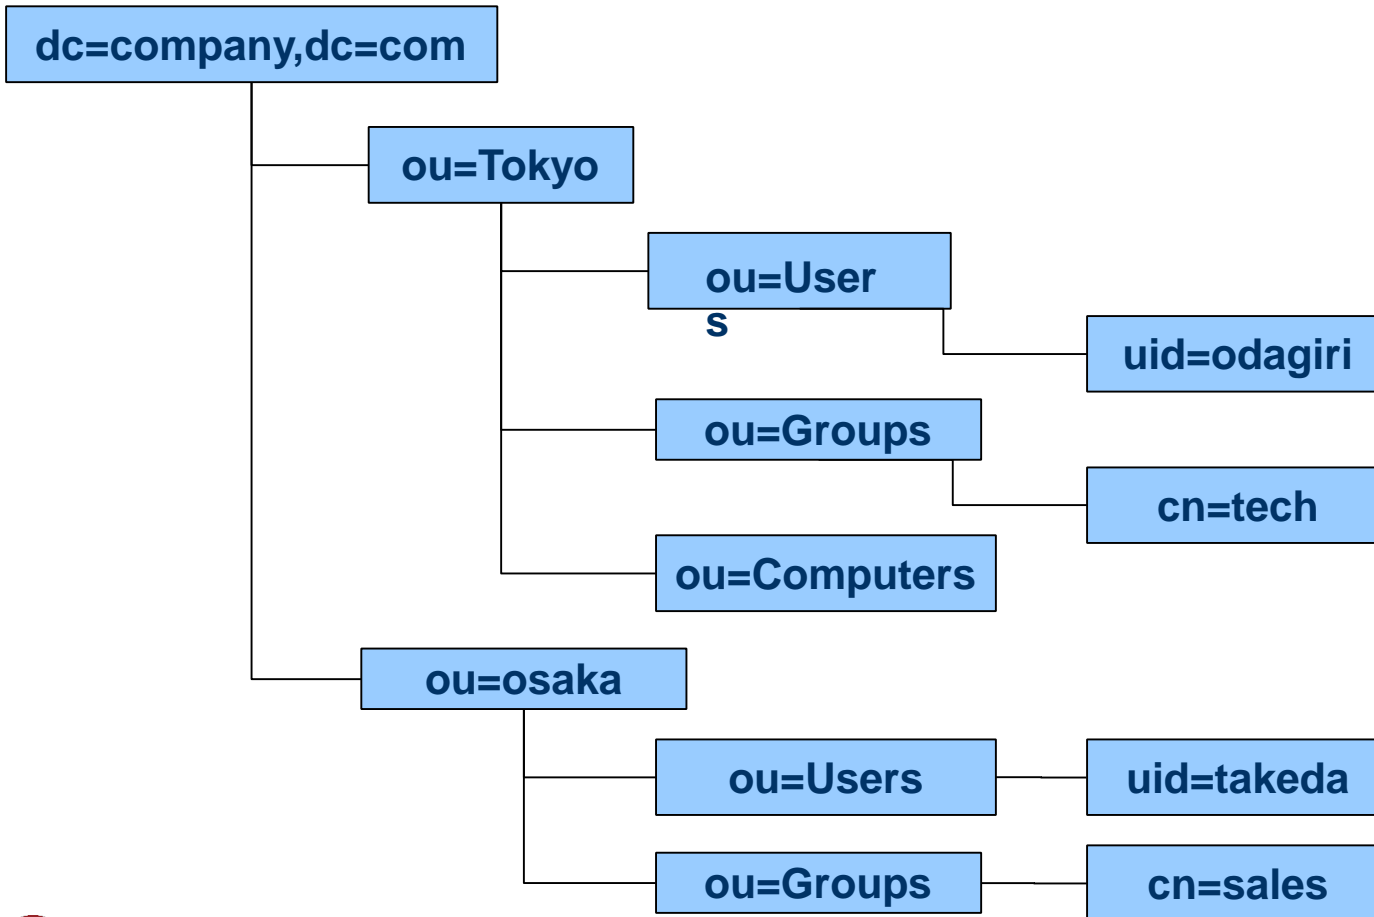 dc=company,dc=com
ou=Tokyo
ou=User
s
uid=odagiri
ou=Groups
cn=tech
ou=Computers
ou=osaka
ou=Users
uid=takeda
ou=Groups
cn=sales